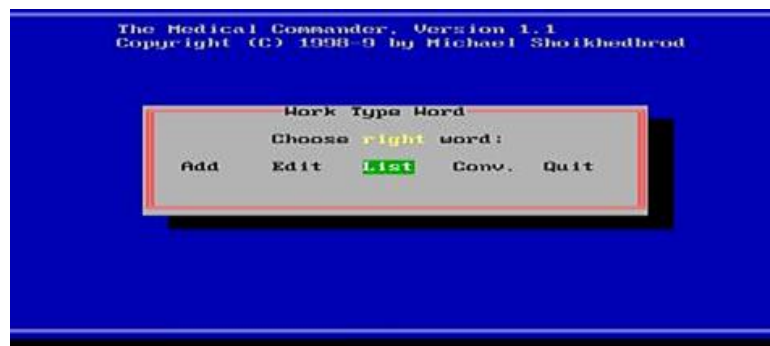 The Medical Commander, Version 1.1
Copyright (C) 1998-9 by Michael Shoikhedbrod
Work Type Word
Choose right word:
Add Edit List Conv. Quit